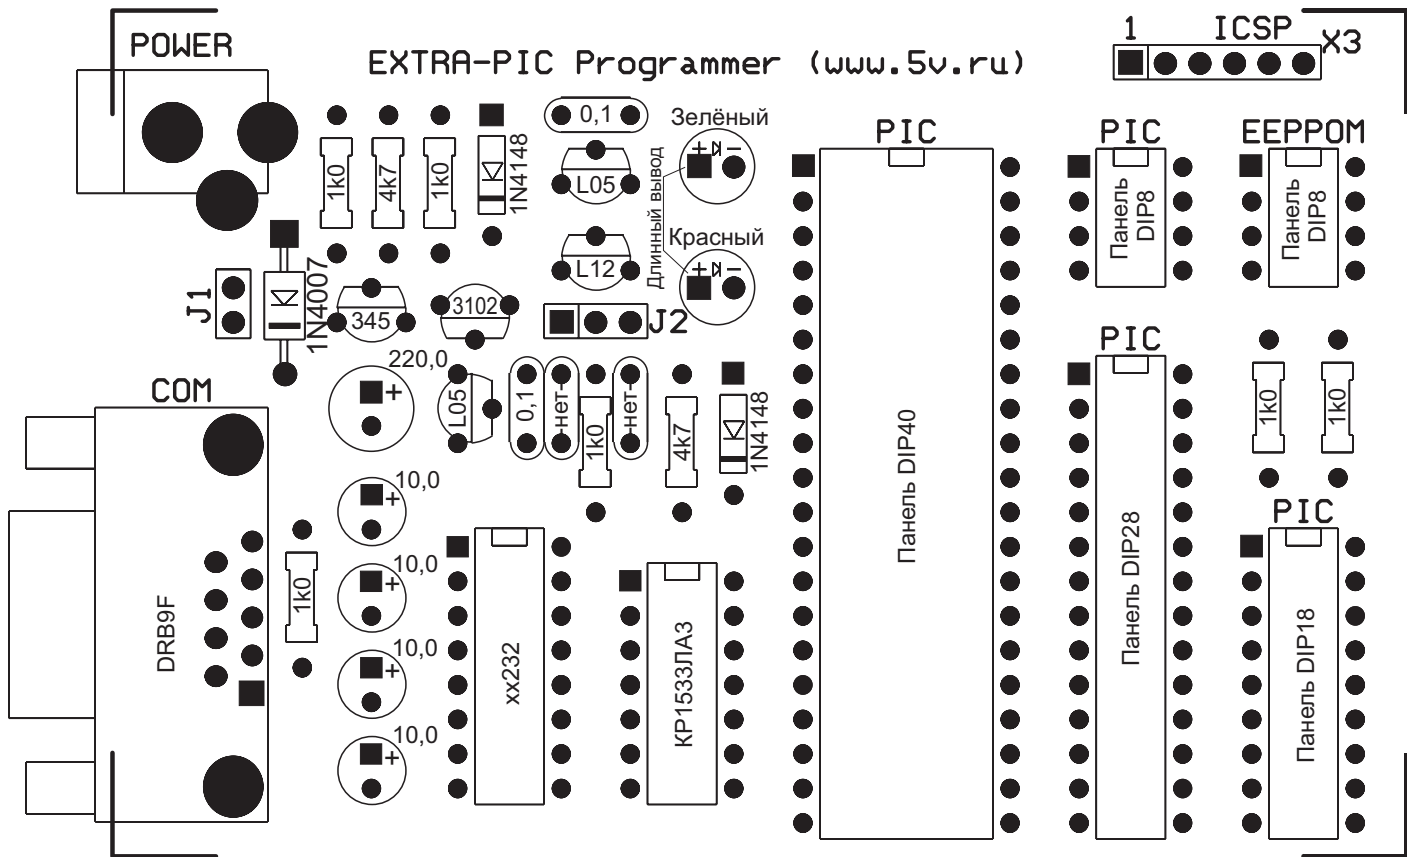 POWER
EXTRA-PIC Programmer (www.5v.ru)
1
ICSP
X3
1k0
4k7
1k0
1N4148
0,1
L05
Зелёный
+ –
Длинный вывод
L12
Красный
+ –
PIC
Панель DIP40
PIC
Панель
DIP8
EEPPOM
Панель
DIP8
J1
1N4007
345
3102
J2
COM
DRB9F
220,0
+
L05
0,1
нет
1k0
нет
4k7
1N4148
10,0
+
10,0
+
10,0
+
10,0
+
1k0
xx232
КР1533ЛА3
PIC
Панель DIP28
1k0
1k0
PIC
Панель DIP18